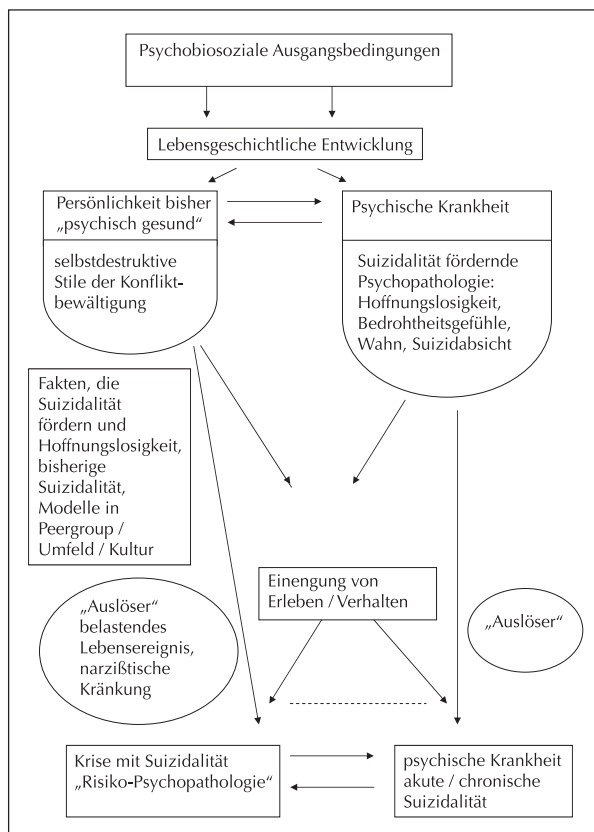 Psychobiosoziale Ausgangsbedingungen
Lebensgeschichtliche Entwicklung
Persönlichkeit bisher
„psychisch gesund“
selbstdestruktive
Stile der Konflikt-
bewältigung
Psychische Krankheit
Suizidalität fördernde
Psychopathologie:
Hoffnungslosigkeit,
Bedrohtheitsgefühle,
Wahn, Suizidabsicht
Fakten, die
Suizidalität
fördern und
Hoffnungslosigkeit,
bisherige
Suizidalität,
Modelle in
Peergroup /
Umfeld / Kultur
Einengung von
Erleben / Verhalten
„Auslöser“
belastendes
Lebensereignis,
narzißtische
Kränkung
„Auslöser“
Krise mit Suizidalität
„Risiko-Psychopathologie“
psychische Krankheit
akute / chronische
Suizidalität